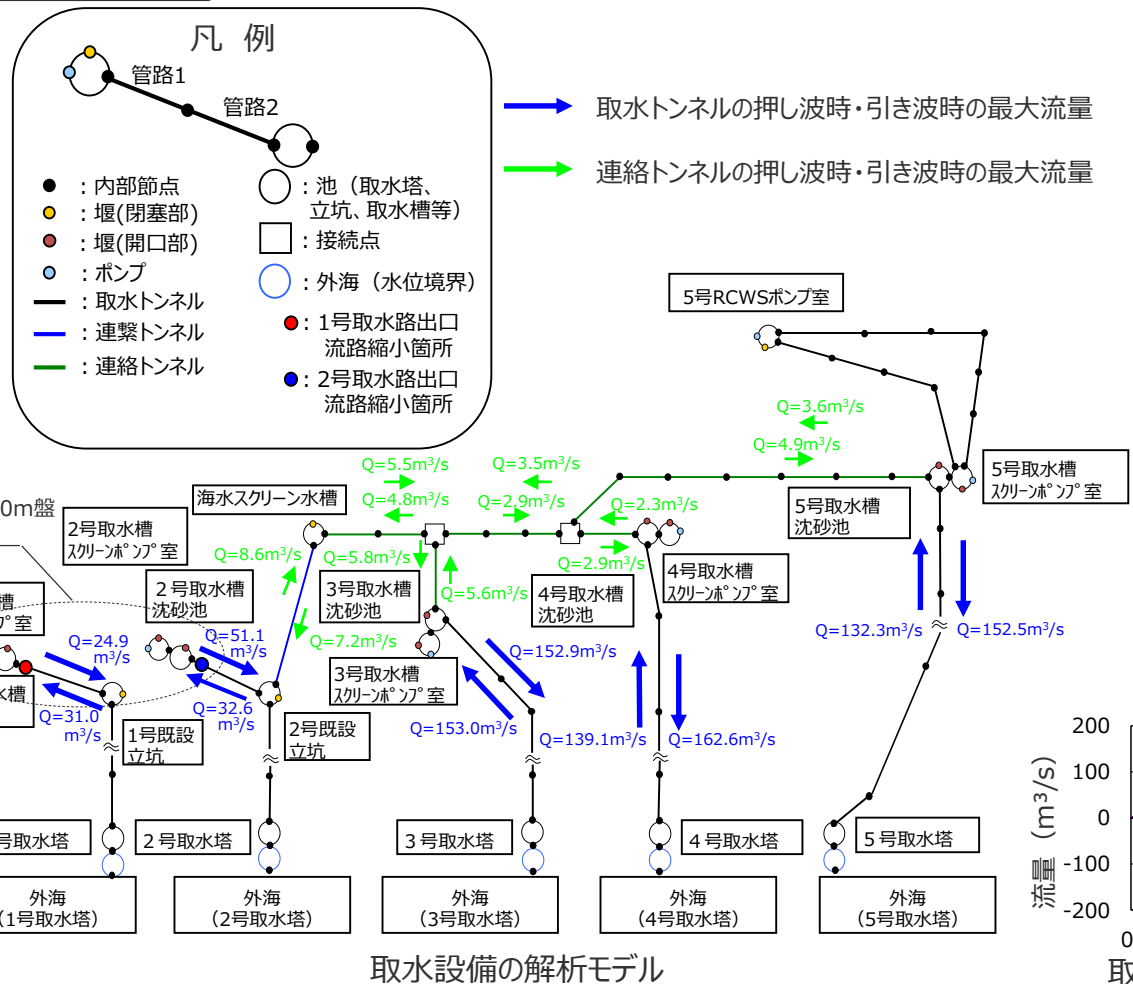 凡 例
管路1
管路2
：内部節点
：堰(閉塞部)
：堰(開口部)
：ポンプ
：取水トンネル
：連繋トンネル
：連絡トンネル
：池（取水塔、
立坑、取水槽等）
：接続点
：外海（水位境界）
：1号取水路出口
流路縮小箇所
：2号取水路出口
流路縮小箇所
取水トンネルの押し波時・引き波時の最大流量
連絡トンネルの押し波時・引き波時の最大流量
5号RCWSポンプ室
Q=3.6m³/s
Q=4.9m³/s
Q=5.5m³/s
Q=3.5m³/s
Q=4.8m³/s
Q=2.9m³/s
Q=2.3m³/s
5号取水槽
スクリーンポンプ室
5号取水槽
沈砂池
海水スクリーン水槽
0m盤
2号取水槽
スクリーンポンプ室
Q=8.6m³/s
Q=5.8m³/s
Q=2.9m³/s
4号取水槽
スクリーンポンプ室
2号取水槽
沈砂池
3号取水槽
沈砂池
Q=5.6m³/s
4号取水槽
沈砂池
槽
プ室
Q=24.9
m³/s
Q=51.1
m³/s
Q=7.2m³/s
Q=152.9m³/s
Q=132.3m³/s
Q=152.5m³/s
3号取水槽
スクリーンポンプ室
水槽
Q=31.0
m³/s
Q=32.6
m³/s
Q=153.0m³/s
Q=139.1m³/s
Q=162.6m³/s
1号既設
立坑
2号既設
立坑
号取水塔
2号取水塔
3号取水塔
4号取水塔
5号取水塔
外海
(1号取水塔)
外海
(2号取水塔)
外海
(3号取水塔)
外海
(4号取水塔)
外海
(5号取水塔)
流量（m³/s）
200
100
0
-100
-200
0
取
取水設備の解析モデル